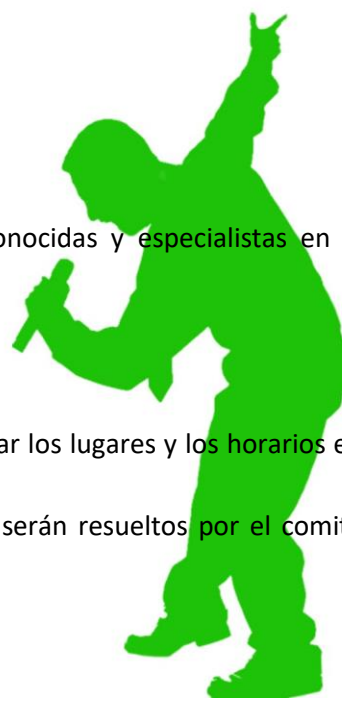 onocidas y especialistas en
ar los lugares y los horarios e
serán resueltos por el comit